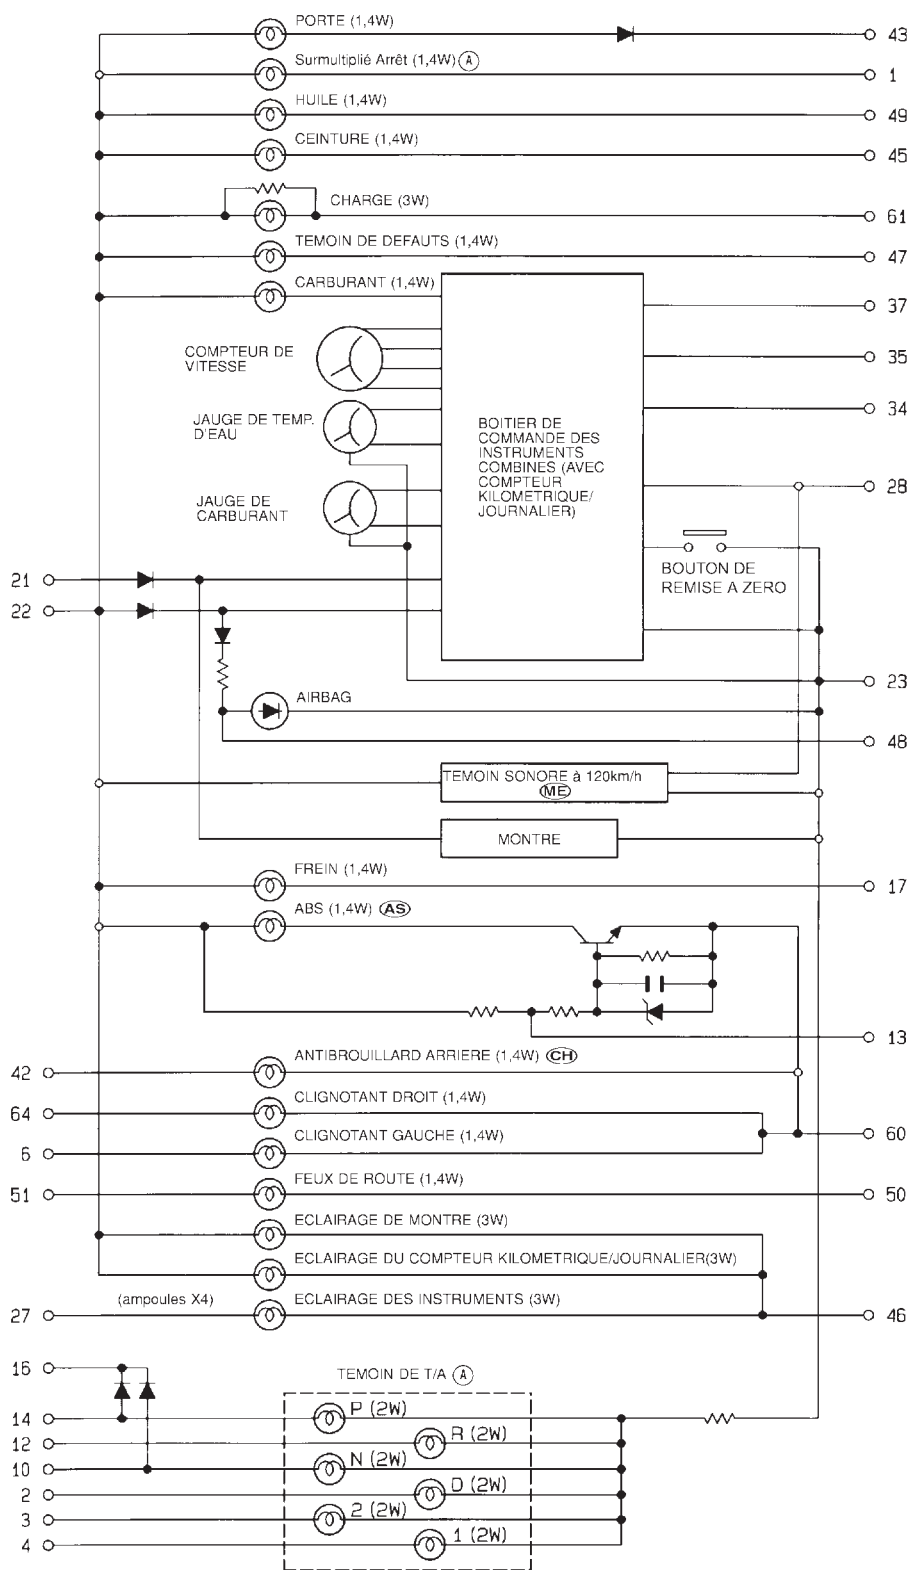 PORTE (1,4W)
43
Surmultiplié Arrêt (1,4W) A
1
HUILE (1,4W)
49
CEINTURE (1,4W)
45
CHARGE (3W)
61
TEMOIN DE DEFAUTS (1,4W)
47
CARBURANT (1,4W)
37
COMPTEUR DE
VITESSE
35
JAUGE DE TEMP.
D'EAU
34
BOITIER DE
COMMANDE DES
INSTRUMENTS
COMBINES (AVEC
COMPTEUR
KILOMETRIQUE/
JOURNALIER)
28
JAUGE DE
CARBURANT
BOUTON DE
REMISE A ZERO
21
22
23
AIRBAG
48
TEMOIN SONORE à 120km/h
ME
MONTRE
FREIN (1,4W)
17
ABS (1,4W) AS
13
ANTIBROUILLARD ARRIERE (1,4W) CH
42
CLIGNOTANT DROIT (1,4W)
64
60
CLIGNOTANT GAUCHE (1,4W)
6
FEUX DE ROUTE (1,4W)
51
50
ECLAIRAGE DE MONTRE (3W)
ECLAIRAGE DU COMPTEUR KILOMETRIQUE/JOURNALIER(3W)
(ampoules X4)
ECLAIRAGE DES INSTRUMENTS (3W)
27
46
16
TEMOIN DE T/A A
14
P (2W)
12
R (2W)
10
N (2W)
2
D (2W)
3
2 (2W)
4
1 (2W)